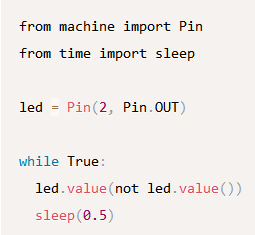 from machine import Pin
from time import sleep

led = Pin(2, Pin.OUT)

while True:
  led.value(not led.value())
  sleep(0.5)